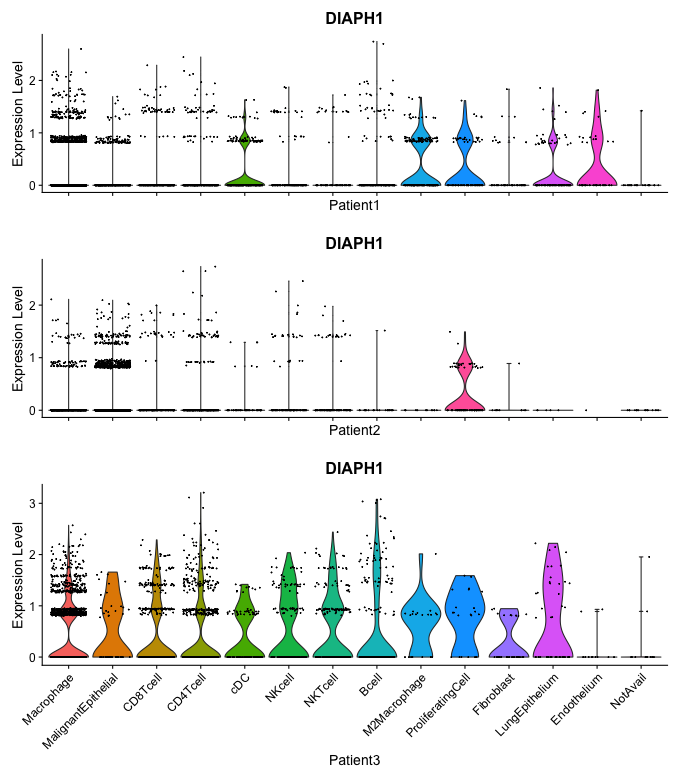 DIAPH1
Expression Level
2
1
0
Patient1
DIAPH1
Expression Level
2
1
0
Patient2
DIAPH1
Expression Level
3
2
1
0
Macrophage
MalignantEpithelial
CD8Tcell
CD4Tcell
cDC
NKcell
NKTcell
Bcell
M2Macrophage
ProliferatingCell
Fibroblast
LungEpithelium
Endothelium
NotAvail
Patient3